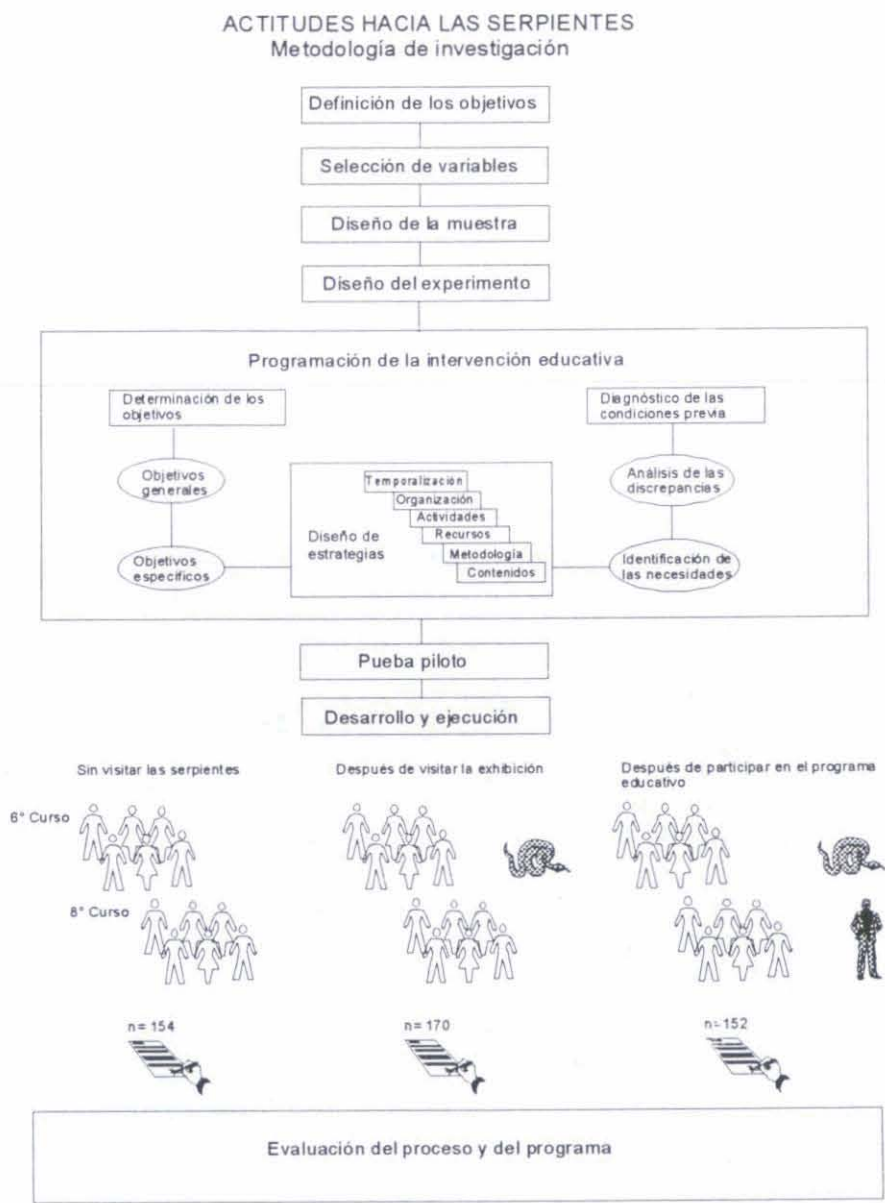 ACTITUDES HACIA LAS SERPIENTES
Metodología de investigación
Definición de los objetivos
Selección de variables
Diseño de la muestra
Diseño del experimento
Programación de la intervención educativa
Determinación de los
objetivos
Objetivos
generales
Objetivos
específicos
Diseño de
estrategias
Temporalización
Organización
Actividades
Recursos
Metodología
Contenidos
Diagnóstico de las
condiciones previa
Análisis de las
discrepancias
Identificación de
las necesidades
Pueba piloto
Desarrollo y ejecución
Sin visitar las serpientes
Después de visitar la exhibición
Después de participar en el programa
educativo
6° Curso
8° Curso
n= 154
n= 170
n= 152
Evaluación del proceso y del programa